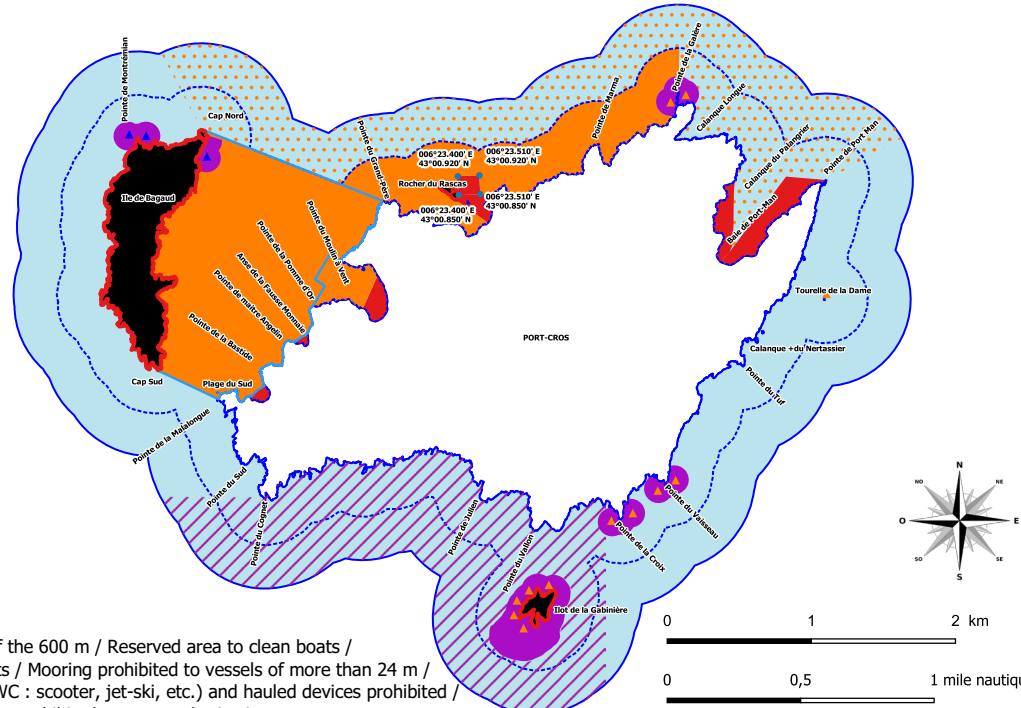 Pointe de Montrémian
Cap Nord
Ile de Bagaud
Pointe du Grand-Père
Pointe de Marma
Pointe de la Galère
Calanque Longue
Calanque du Palangrier
Pointe de Port Man
Baie de Port-Man
006°23.400' E
43°00.920' N
006°23.510' E
43°00.920' N
Rocher du Rascas
006°23.400' E
43°00.850' N
006°23.510' E
43°00.850' N
Pointe du Mouin à Vent
Pointe de la Pomme d'Or
Anse de la Fausse Monnaie
Pointe de maitre Angelin
Pointe de la Bastide
Plage du Sud
Cap Sud
PORT-CROS
Tourelle de la Dame
Calanque +du Nertassier
Pointe du Tuf
Pointe de la Malalongue
Pointe du Sud
Pointe du Cognet
Pointe de Julien
Pointe du Vallon
Ilot de la Gabinière
Pointe de la Croix
Pointe du Vaisseau
N
NO
NE
O
E
SO
SE
S
0 1 2 km
0 0,5 1 mile nautiqu
f the 600 m / Reserved area to clean boats /
ts / Mooring prohibited to vessels of more than 24 m /
WC : scooter, jet-ski, etc.) and hauled devices prohibited /